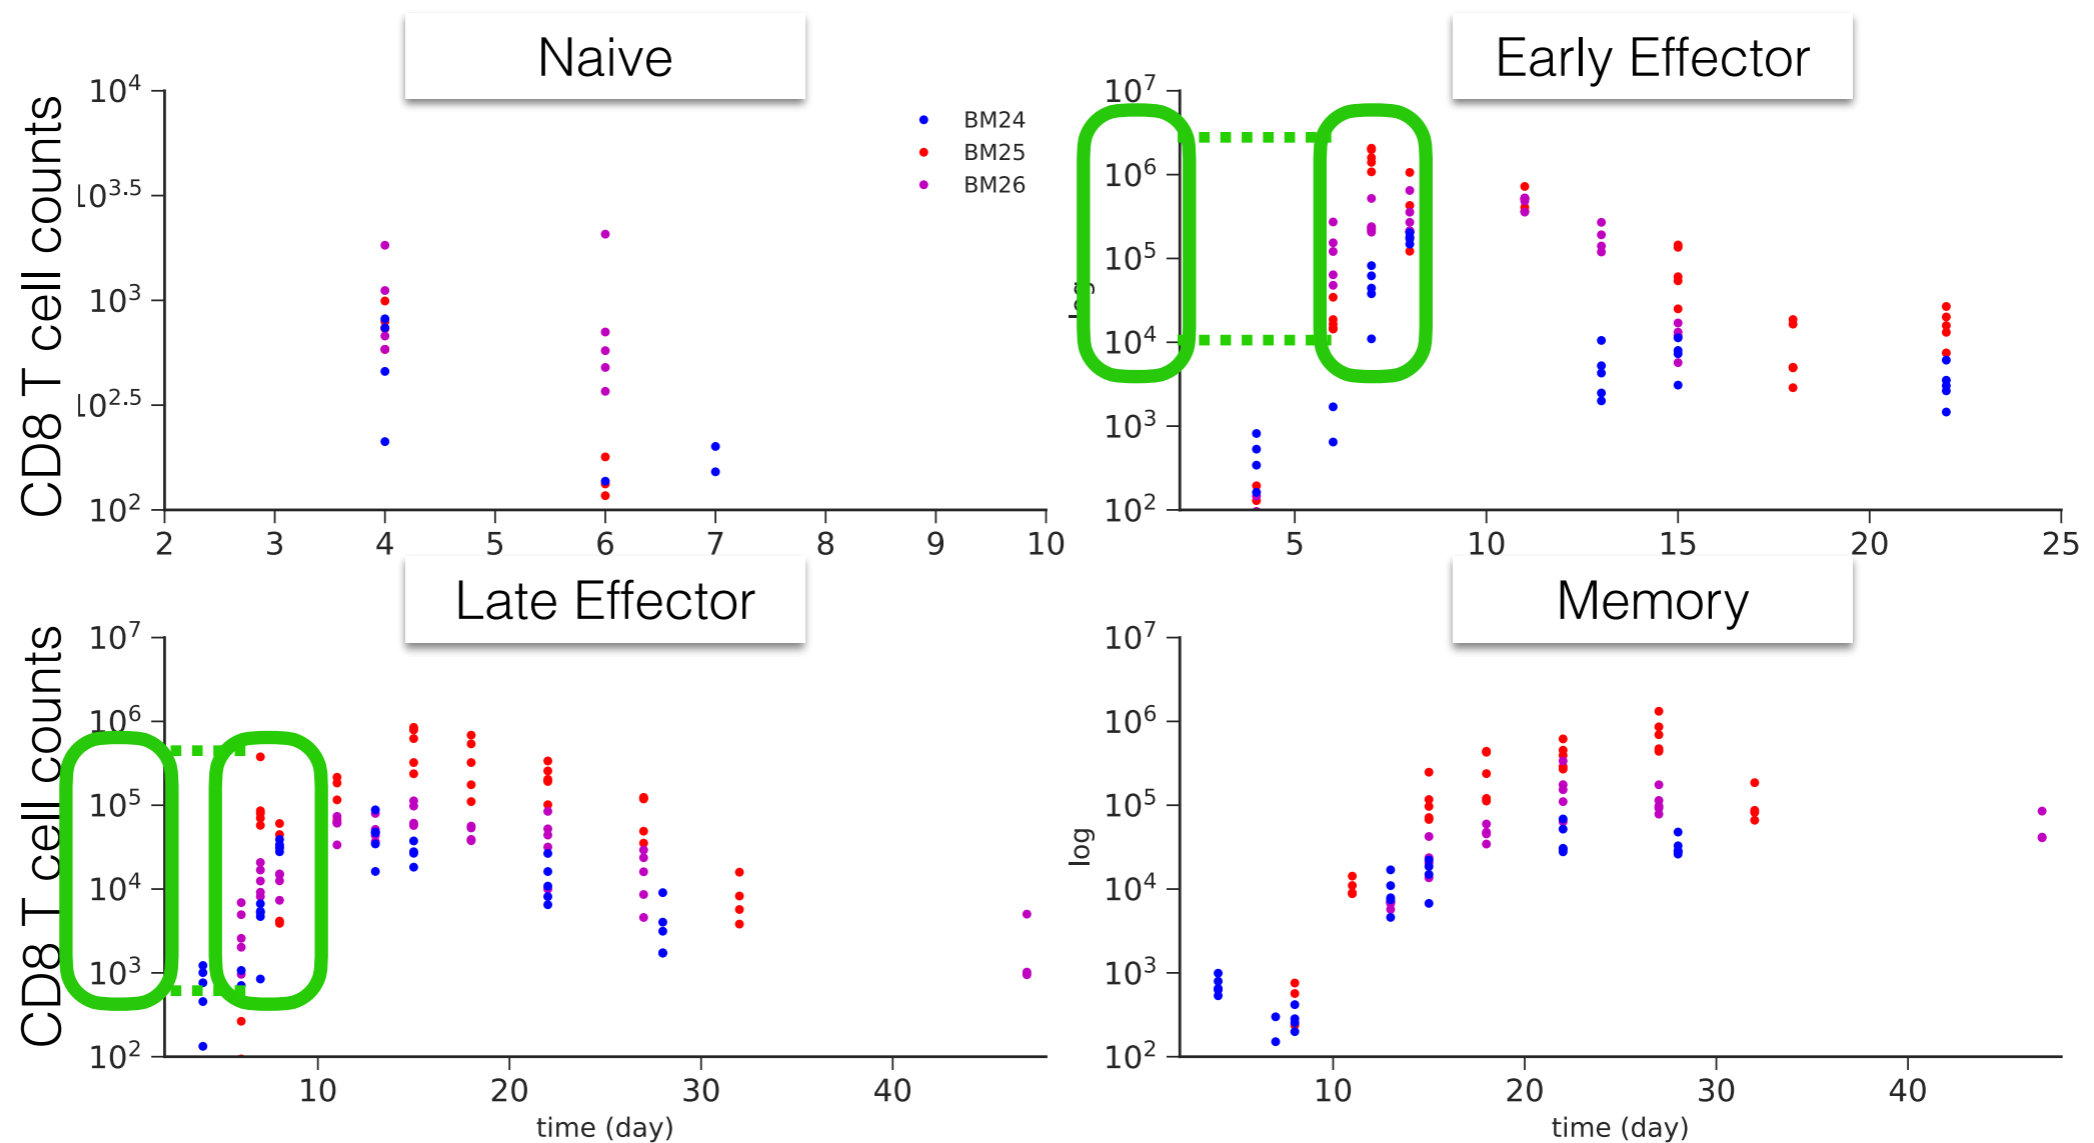 Naive
Early Effector
CD8 T cell counts
10^4
10^3.5
10^3
10^2.5
10^2
2 3 4 5 6 7 8 9 10
BM24
BM25
BM26
log
10^7
10^6
10^5
10^4
10^3
10^2
5 10 15 20 25
Late Effector
Memory
CD8 T cell counts
10^7
10^6
10^5
10^4
10^3
10^2
10 20 30 40
time (day)
log
10^7
10^6
10^5
10^4
10^3
10^2
10 20 30 40
time (day)